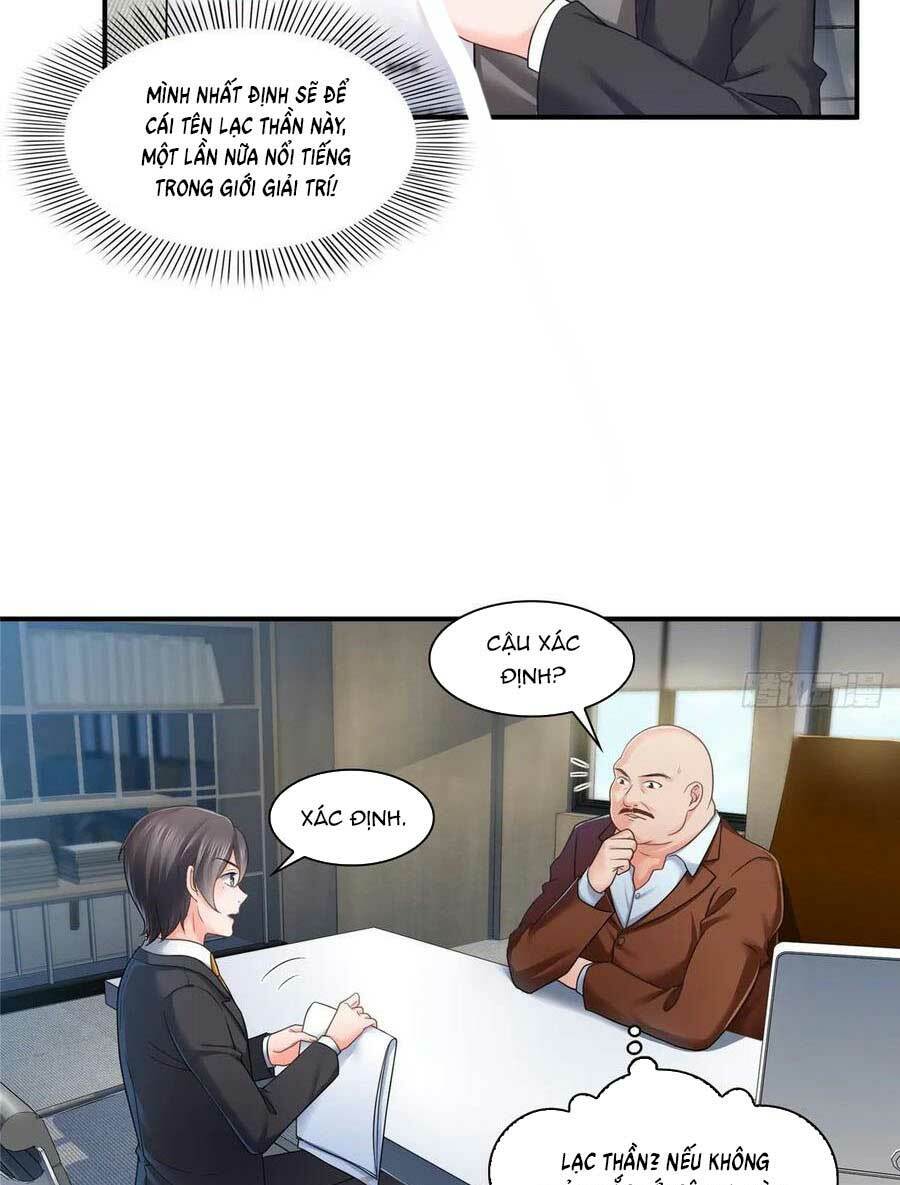 MÌNH NHẤT ĐỊNH SẼ ĐỂ
CÁI TÊN LẠC THẦN NÀY,
MỘT LẦN NỮA NỔI TIẾNG
TRONG GIỚI GIẢI TRÍ!
CẬU XÁC
ĐỊNH?
XÁC ĐỊNH.
LẠC THẦN? NẾU KHÔNG